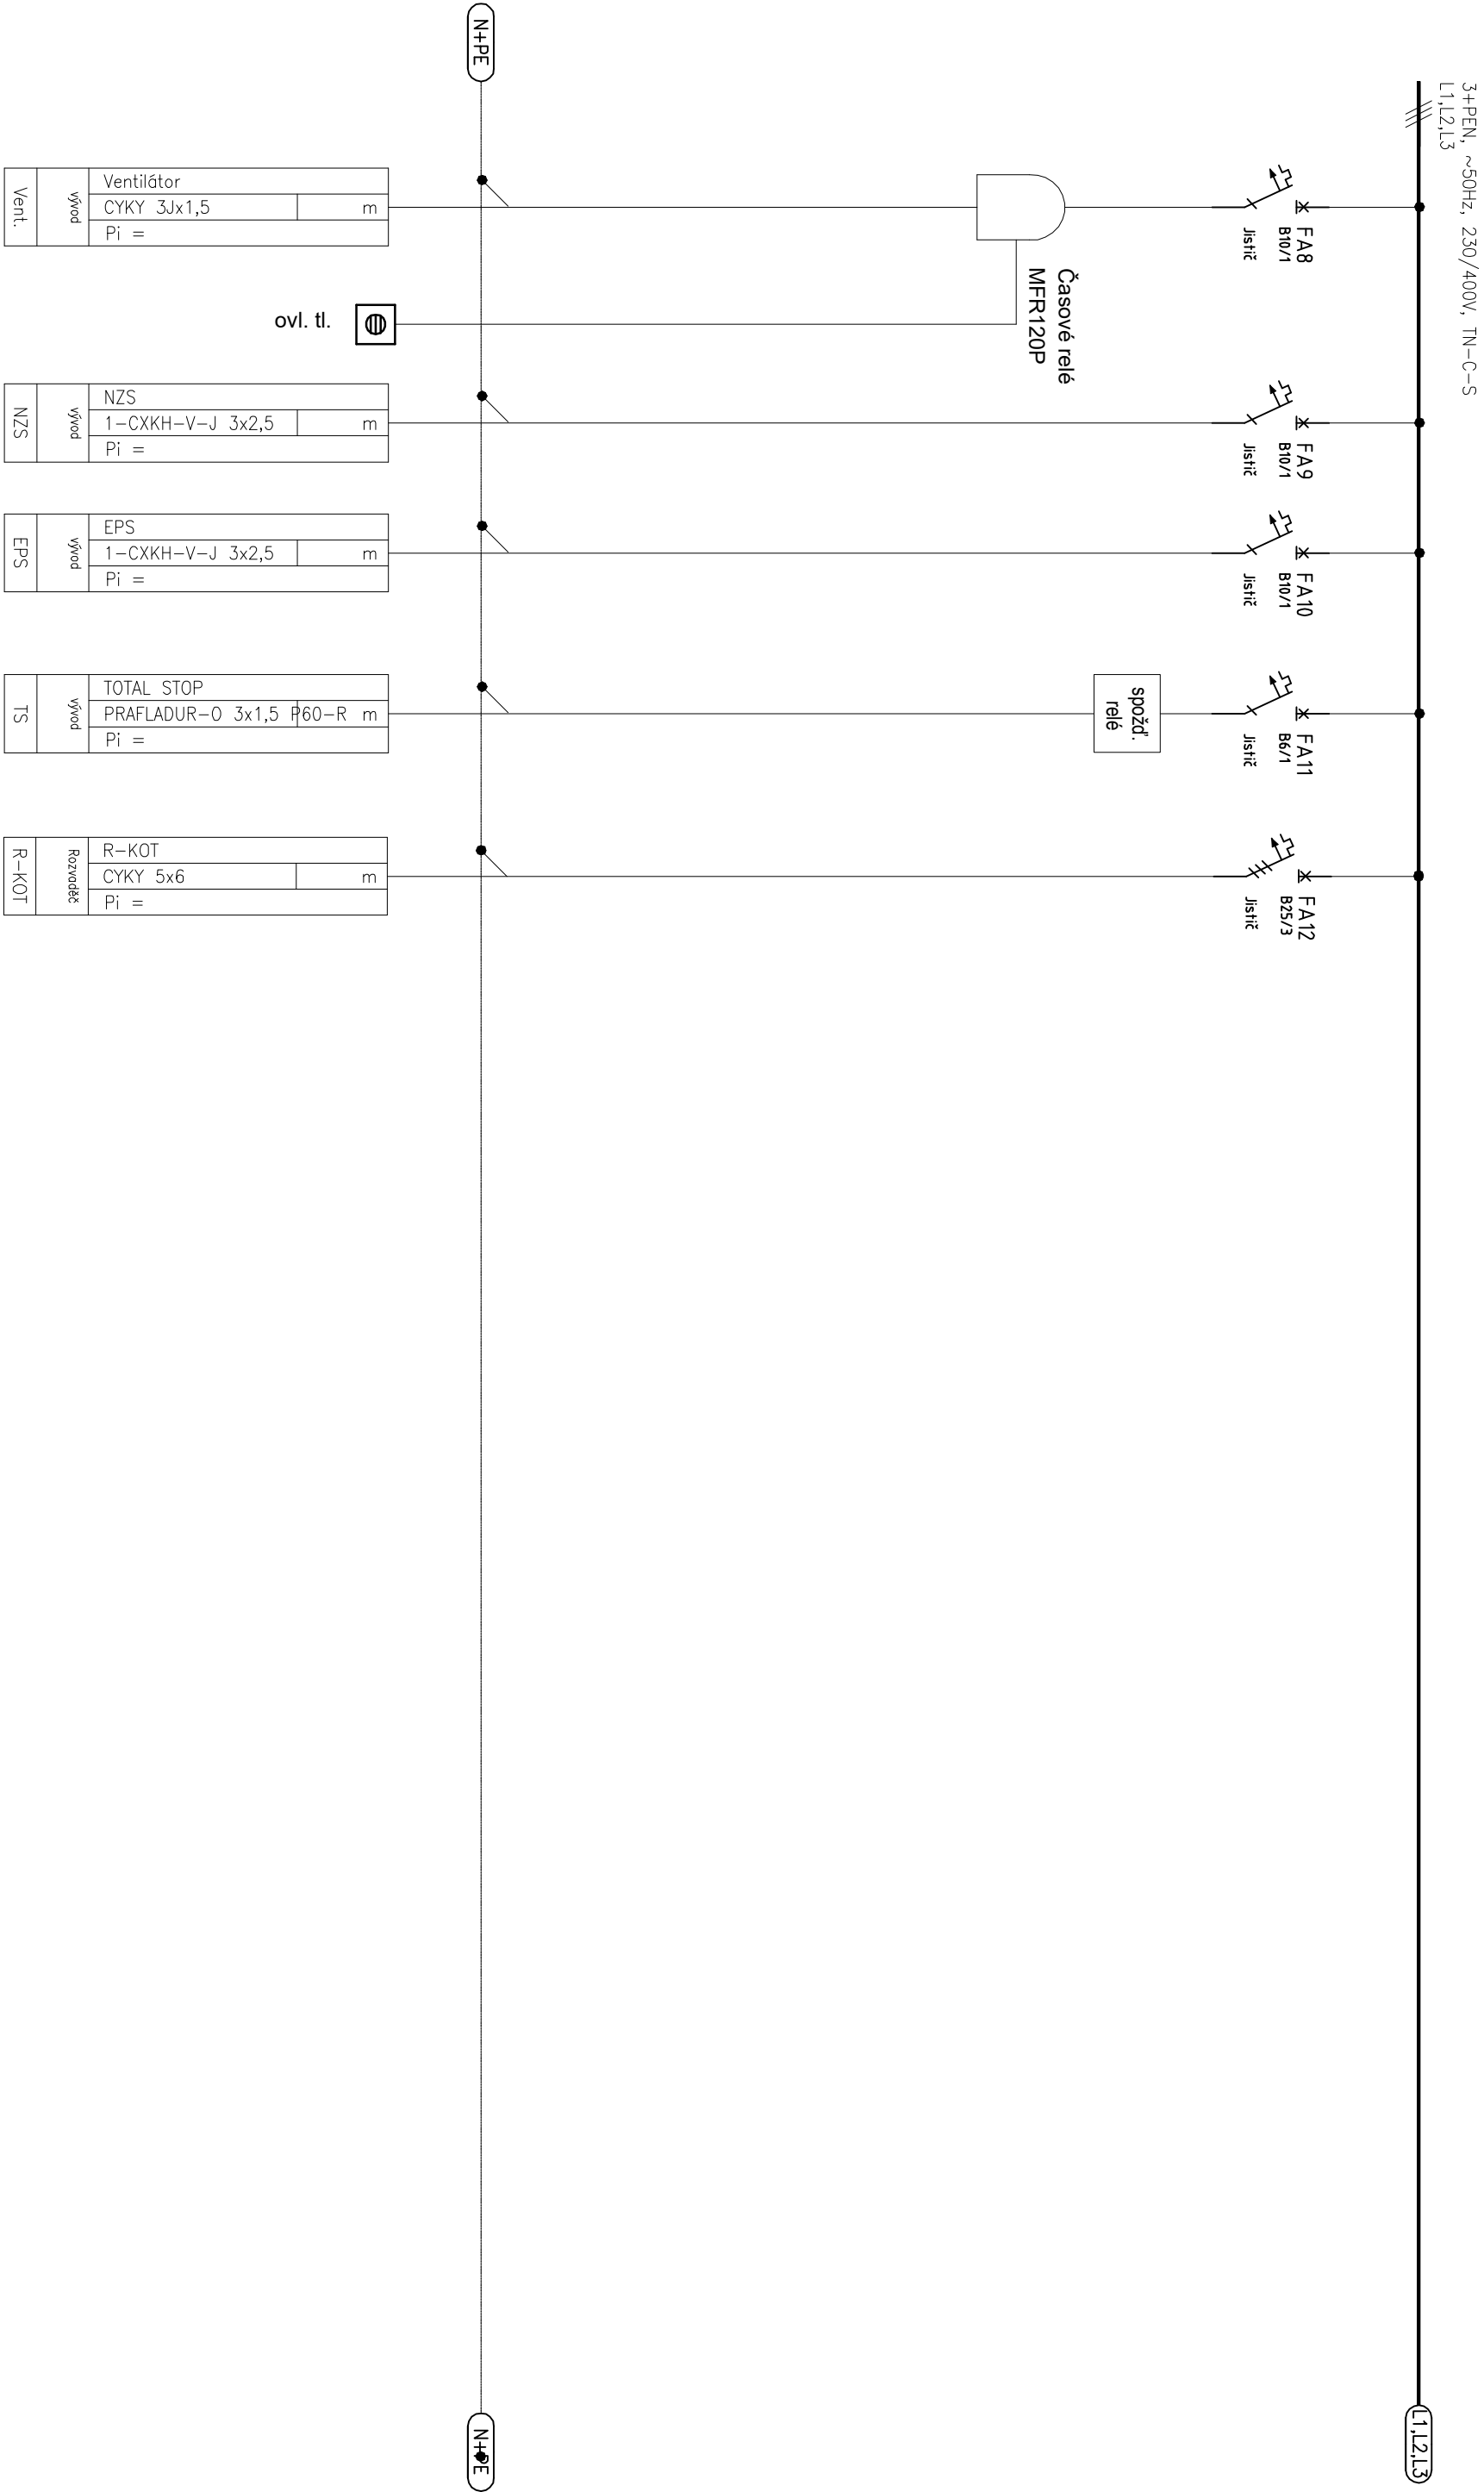 3+PEN, ~50Hz, 230/400V, TN-C-S
L1,L2,L3
N+PE
FA8
B10/1
Jistič
Časové relé
MFR120P
ovl. tl.
Ventilátor
CYKY 3Jx1,5 m
Pi =
vývod
Vent.
FA9
B10/1
Jistič
NZS
1-CXKH-V-J 3x2,5 m
Pi =
vývod
NZS
FA10
B10/1
Jistič
EPS
1-CXKH-V-J 3x2,5 m
Pi =
vývod
EPS
FA11
B6/1
Jistič
spožď.
relé
TOTAL STOP
PRAFLADUR-O 3x1,5 P60-R m
Pi =
vývod
TS
FA12
B25/3
Jistič
R-KOT
CYKY 5x6 m
Pi =
Rozvaděč
R-KOT
L1,L2,L3
N+PE